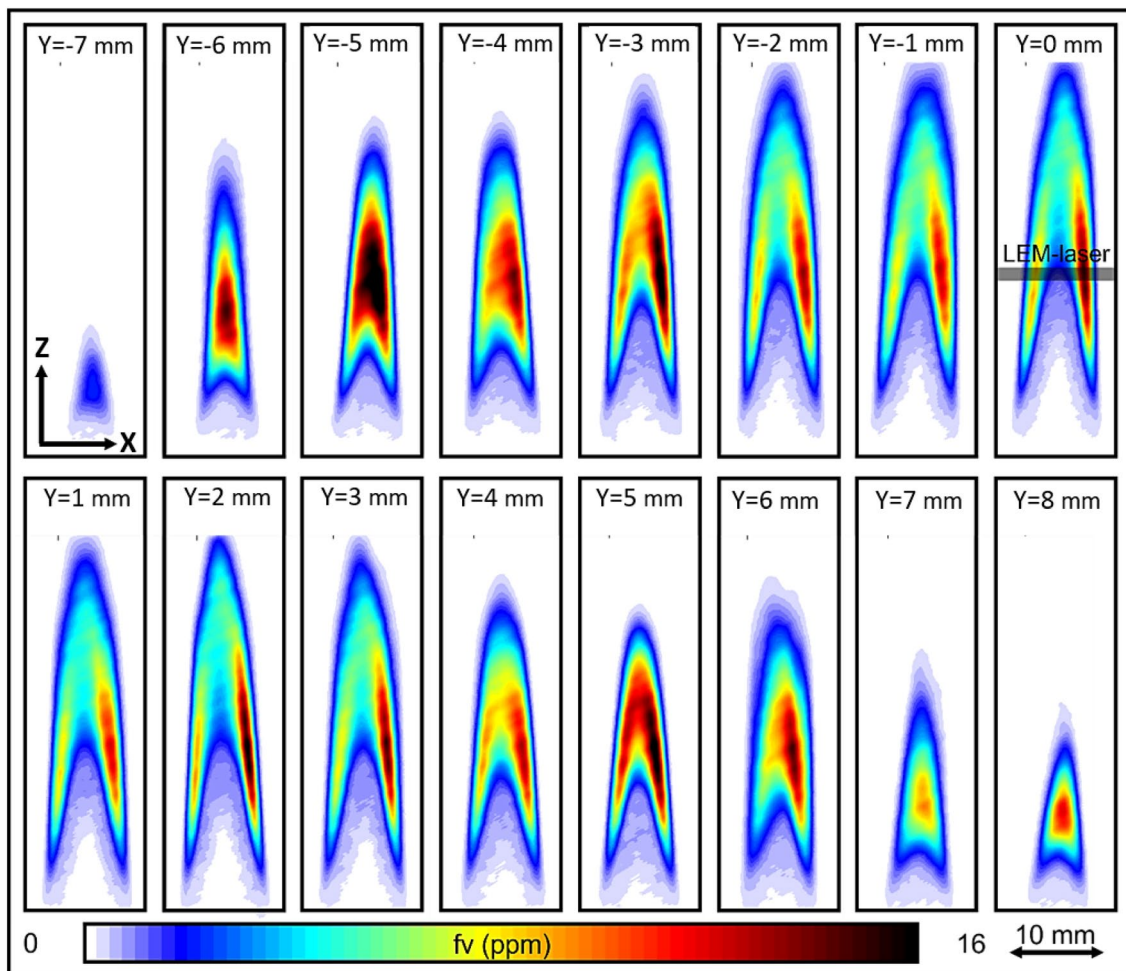 Y=-7 mm
Y=-6 mm
Y=-5 mm
Y=-4 mm
Y=-3 mm
Y=-2 mm
Y=-1 mm
Y=0 mm
LEM-laser
Z
X
Y=1 mm
Y=2 mm
Y=3 mm
Y=4 mm
Y=5 mm
Y=6 mm
Y=7 mm
Y=8 mm
0
fv (ppm)
16
10 mm